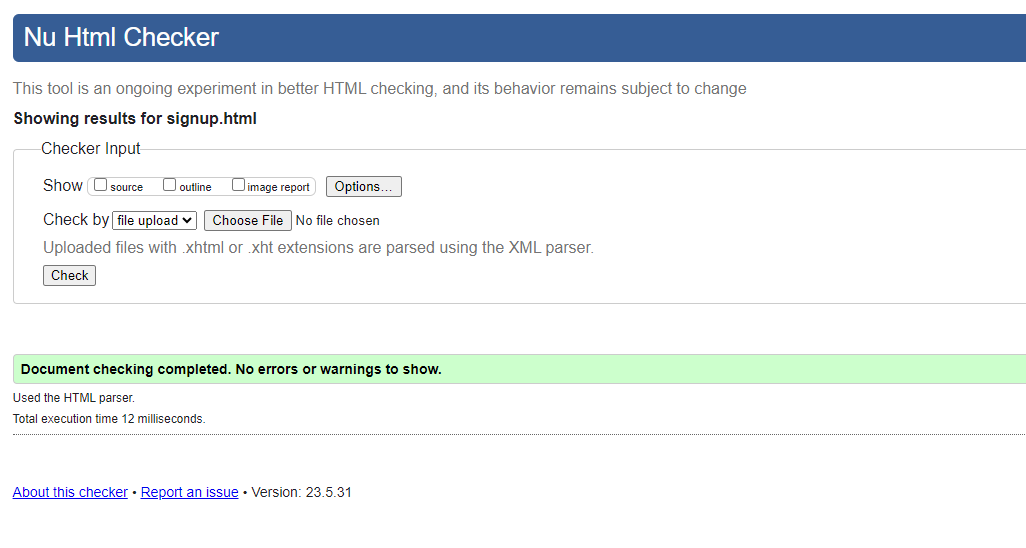 Nu Html Checker
This tool is an ongoing experiment in better HTML checking, and its behavior remains subject to change
Showing results for signup.html
Checker Input
Show source outline image report Options...
Check by file upload Choose File No file chosen
Uploaded files with .xhtml or .xht extensions are parsed using the XML parser.
Check
Document checking completed. No errors or warnings to show.
Used the HTML parser.
Total execution time 12 milliseconds.
About this checker • Report an issue • Version: 23.5.31